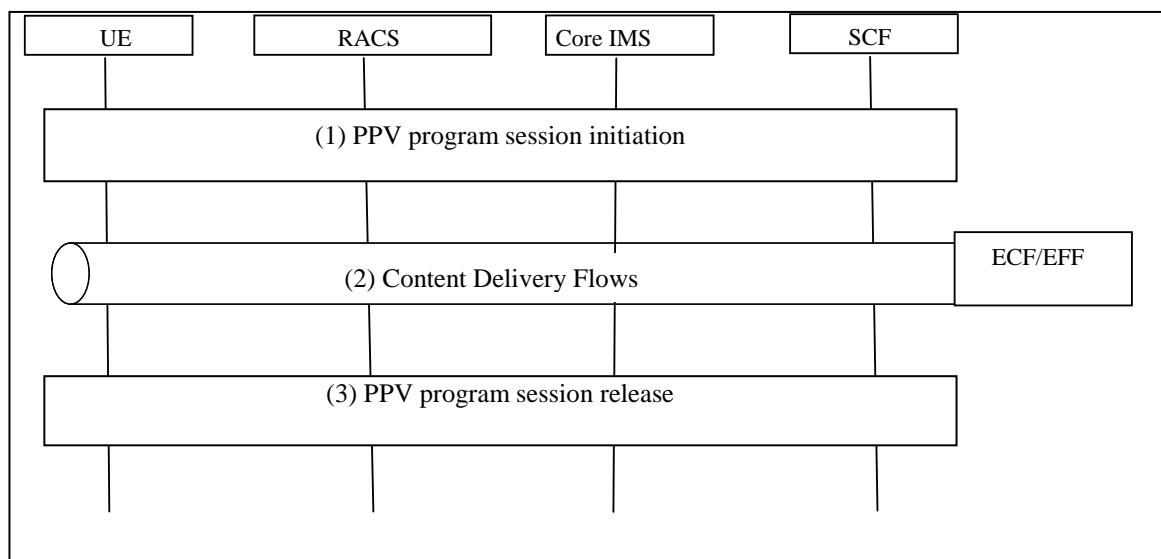 UE
RACS
Core IMS
SCF
(1) PPV program session initiation
ECF/EFF
(2) Content Delivery Flows
(3) PPV program session release